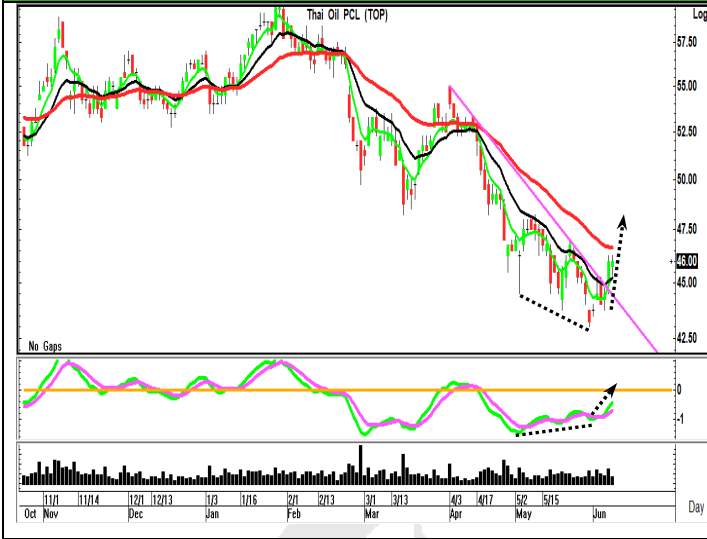 Thai Oil PCL (TOP)
Log
57.50
55.00
52.50
50.00
47.50
46.00
45.00
42.50
No Gaps
0
-1
11/1 11/14 12/1 12/13 1/3 1/16 2/1 2/13 3/1 3/13 4/3 4/17 5/2 5/15
Oct Nov Dec Jan Feb Mar Apr May Jun
Day